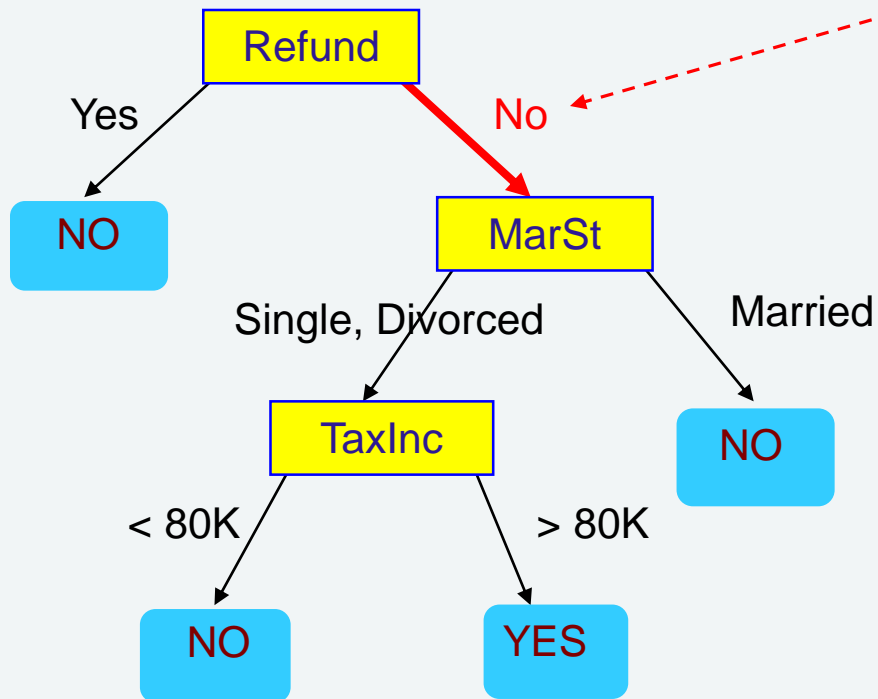 Refund
Yes
No
NO
MarSt
Single, Divorced
Married
TaxInc
NO
< 80K
> 80K
NO
YES